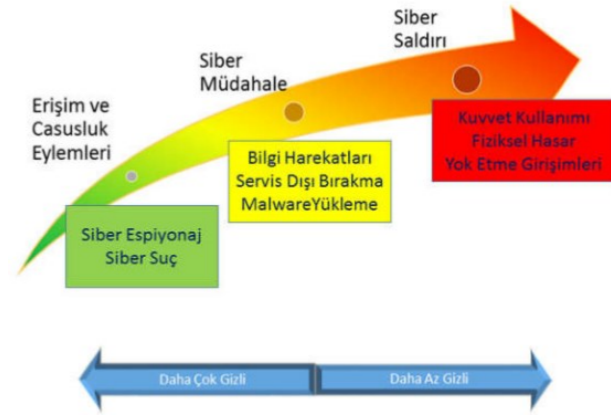 Siber
Saldırı
Siber
Müdahale
Erişim ve
Casusluk
Eylemleri
Kuvvet Kullanımı
Fiziksel Hasar
Yok Etme Girişimleri
Bilgi Harekatları
Servis Dışı Bırakma
MalwareYükleme
Siber Espiyonaj
Siber Suç
Daha Çok Gizli
Daha Az Gizli